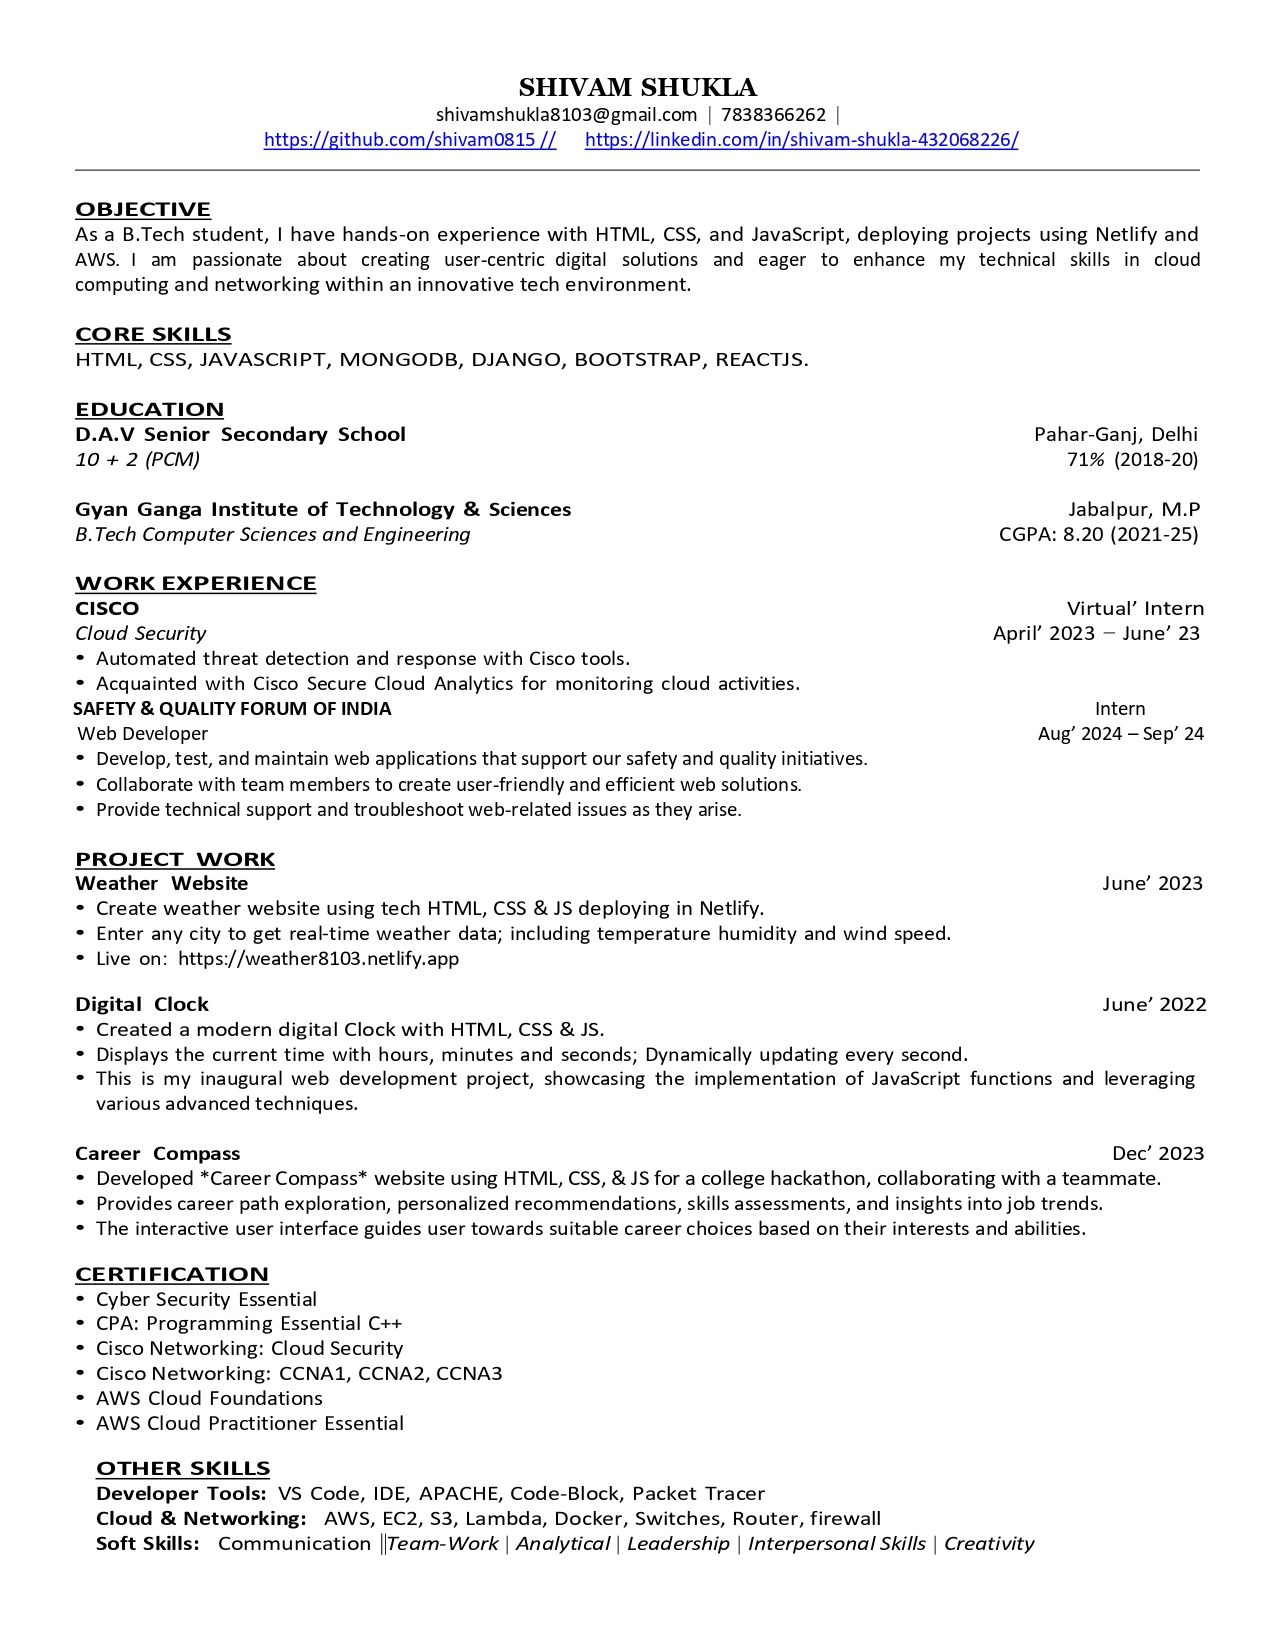 SHIVAM SHUKLA
shivamshukla8103@gmail.com | 7838366262 |
https://github.com/shivam0815 // https://linkedin.com/in/shivam-shukla-432068226/
OBJECTIVE
As a B.Tech student, I have hands-on experience with HTML, CSS, and JavaScript, deploying projects using Netlify and
AWS. I am passionate about creating user-centric digital solutions and eager to enhance my technical skills in cloud
computing and networking within an innovative tech environment.
CORE SKILLS
HTML, CSS, JAVASCRIPT, MONGODB, DJANGO, BOOTSTRAP, REACTJS.
EDUCATION
D.A.V Senior Secondary School Pahar-Ganj, Delhi
10 + 2 (PCM) 71% (2018-20)
Gyan Ganga Institute of Technology & Sciences Jabalpur, M.P
B.Tech Computer Sciences and Engineering CGPA: 8.20 (2021-25)
WORK EXPERIENCE
CISCO Virtual’ Intern
Cloud Security April’ 2023 – June’ 23
• Automated threat detection and response with Cisco tools.
• Acquainted with Cisco Secure Cloud Analytics for monitoring cloud activities.
SAFETY & QUALITY FORUM OF INDIA Intern
Web Developer Aug’ 2024 – Sep’ 24
• Develop, test, and maintain web applications that support our safety and quality initiatives.
• Collaborate with team members to create user-friendly and efficient web solutions.
• Provide technical support and troubleshoot web-related issues as they arise.
PROJECT WORK
Weather Website June’ 2023
• Create weather website using tech HTML, CSS & JS deploying in Netlify.
• Enter any city to get real-time weather data; including temperature humidity and wind speed.
• Live on: https://weather8103.netlify.app
Digital Clock June’ 2022
• Created a modern digital Clock with HTML, CSS & JS.
• Displays the current time with hours, minutes and seconds; Dynamically updating every second.
• This is my inaugural web development project, showcasing the implementation of JavaScript functions and leveraging
various advanced techniques.
Career Compass Dec’ 2023
• Developed *Career Compass* website using HTML, CSS, & JS for a college hackathon, collaborating with a teammate.
• Provides career path exploration, personalized recommendations, skills assessments, and insights into job trends.
• The interactive user interface guides user towards suitable career choices based on their interests and abilities.
CERTIFICATION
• Cyber Security Essential
• CPA: Programming Essential C++
• Cisco Networking: Cloud Security
• Cisco Networking: CCNA1, CCNA2, CCNA3
• AWS Cloud Foundations
• AWS Cloud Practitioner Essential
OTHER SKILLS
Developer Tools: VS Code, IDE, APACHE, Code-Block, Packet Tracer
Cloud & Networking: AWS, EC2, S3, Lambda, Docker, Switches, Router, firewall
Soft Skills: Communication ||Team-Work | Analytical | Leadership | Interpersonal Skills | Creativity